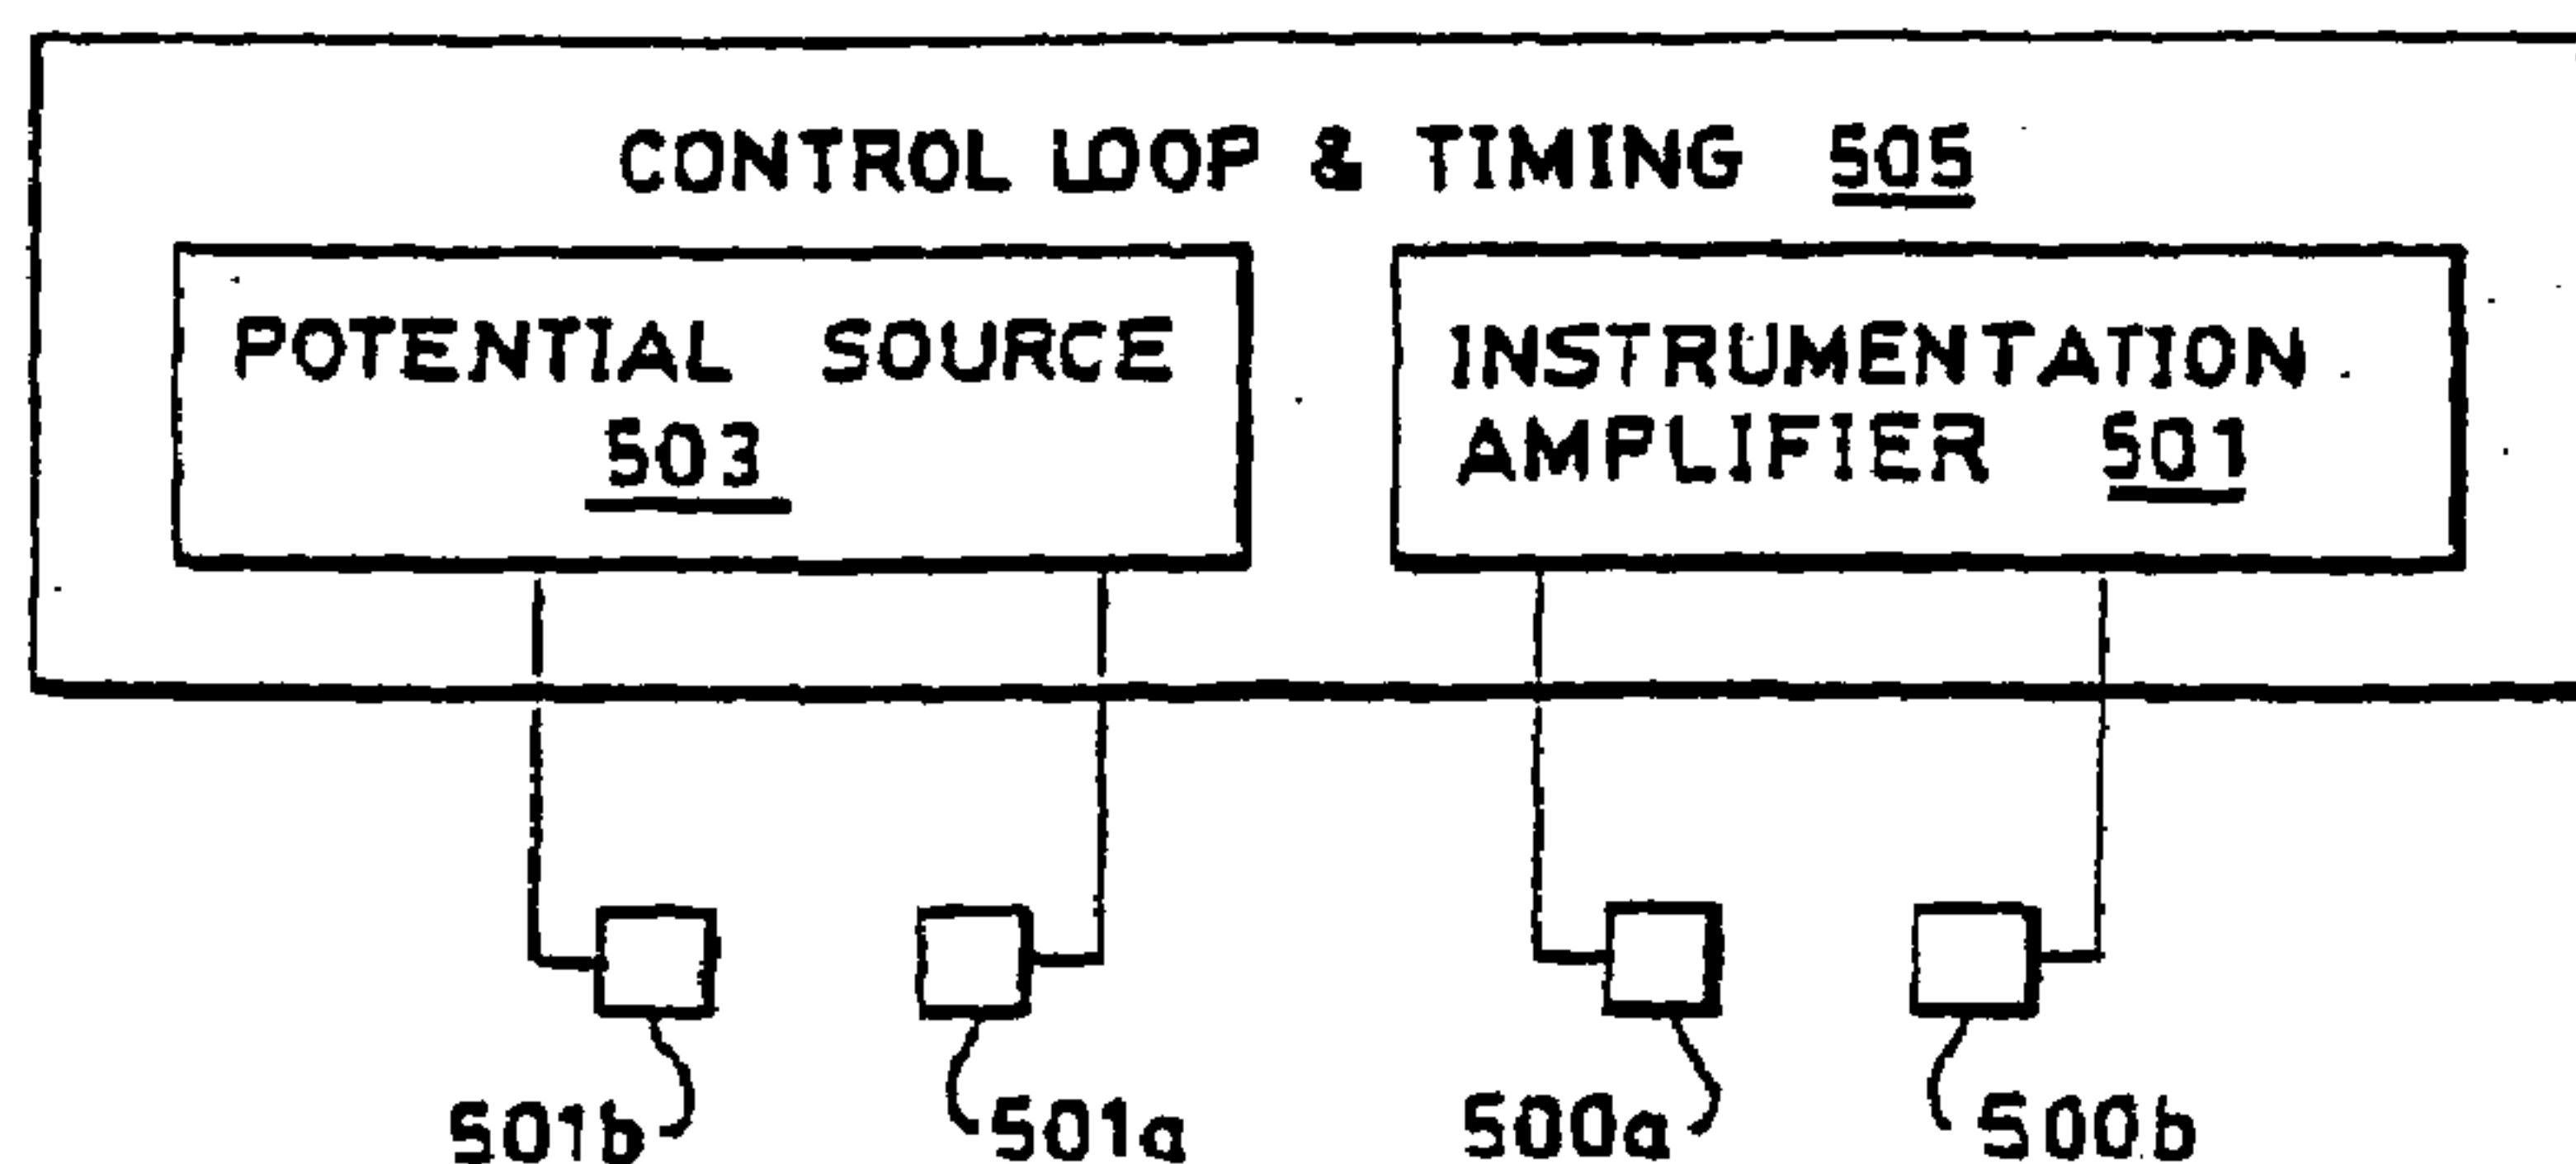 CONTROL LOOP & TIMING 505
POTENTIAL SOURCE
503
INSTRUMENTATION
AMPLIFIER 501
501b
501a
500a
500b